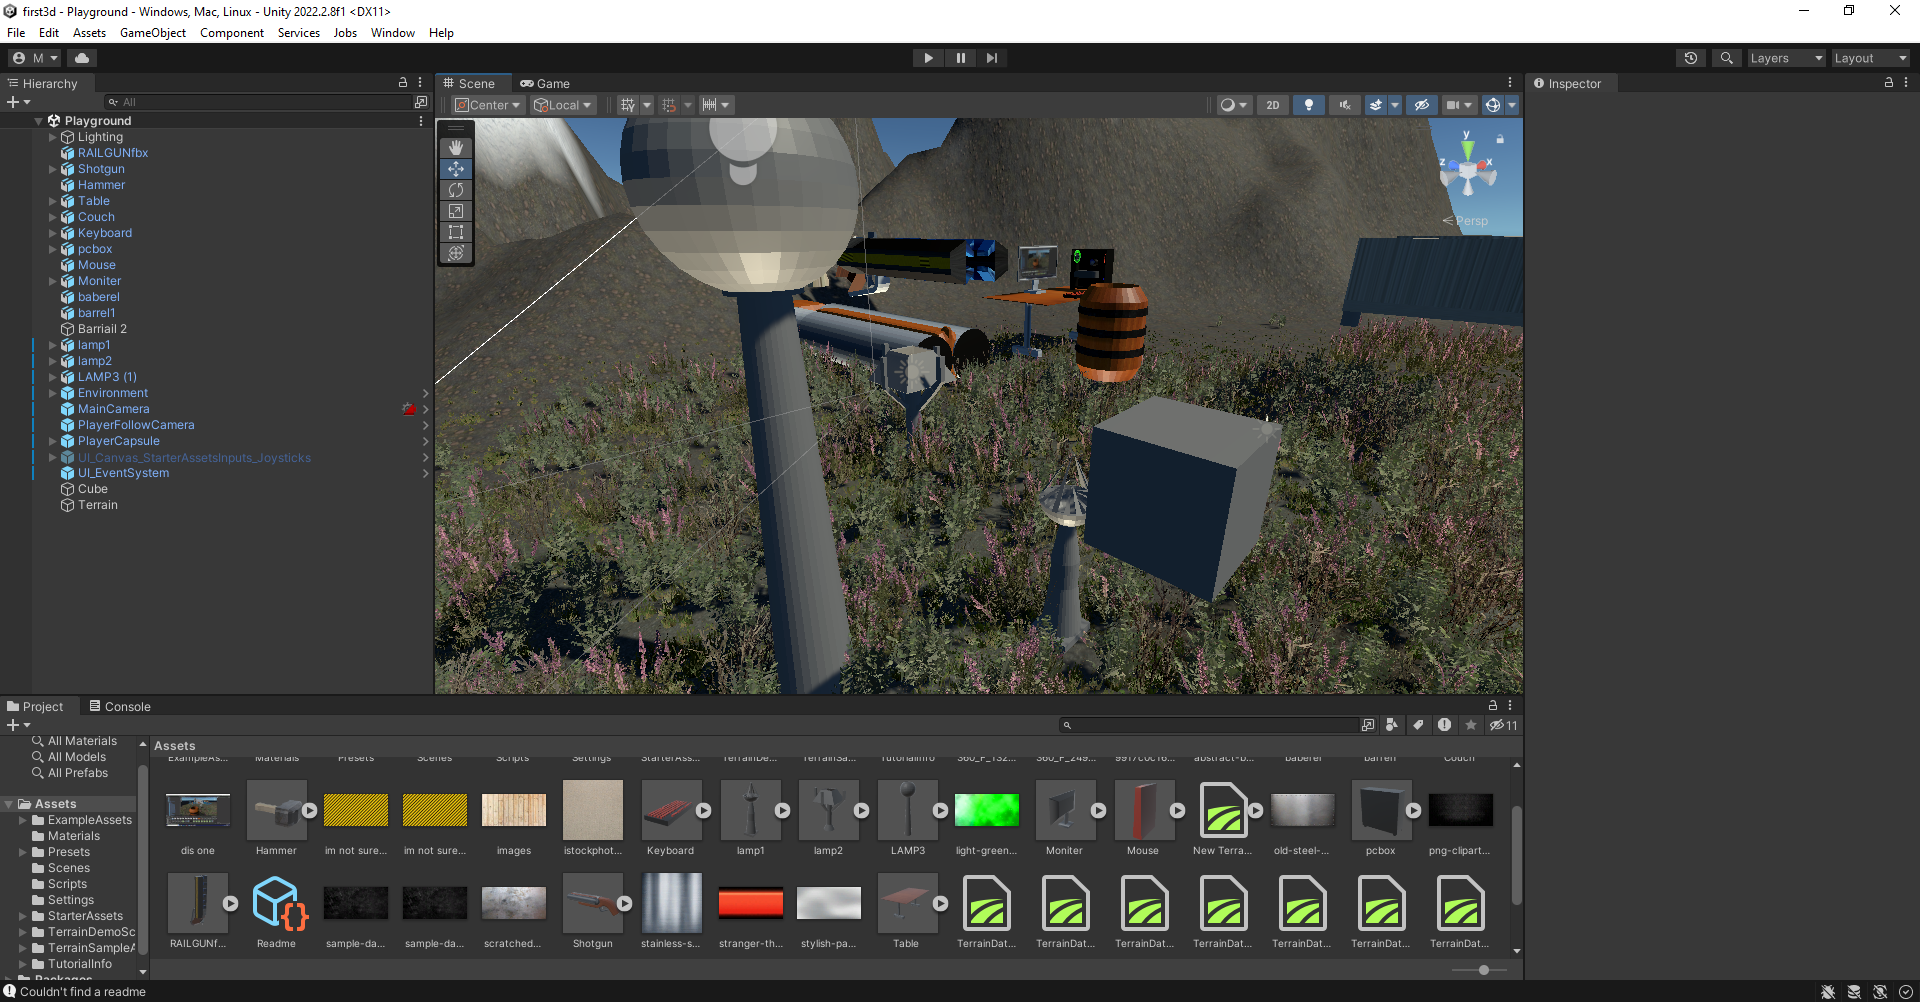 first3d - Playground - Windows, Mac, Linux - Unity 2022.2.8f1 <DX11>
File Edit Assets GameObject Component Services Jobs Window Help
M
Layers
Layout
Hierarchy
All
Playground
Lighting
RAILGUNfbx
Shotgun
Hammer
Table
Couch
Keyboard
pcbox
Mouse
Moniter
baberel
barrel1
Barriail 2
lamp1
lamp2
LAMP3 (1)
Environment
MainCamera
PlayerFollowCamera
PlayerCapsule
UI_Canvas_StarterAssetsInputs_Joysticks
UI_EventSystem
Cube
Terrain
Scene Game
Center Local 2D
y
z x
Persp
Inspector
Project Console
11
All Materials
All Models
All Prefabs
Assets
ExampleAssets
Materials
Presets
Scenes
Scripts
Settings
StarterAssets
TerrainDemoSc
TerrainSampleA
TutorialInfo
Packages
Assets
ExampleAs... Materials Presets Scenes Scripts Settings StarterAss... TerrainDe... TerrainSa... TutorialInfo 360_F_132... 360_F_249... 9917c0c16... abstract-b... baberel Couch
dis one Hammer im not sure... im not sure... images istockphot... Keyboard lamp1 lamp2 LAMP3 light-green... Moniter Mouse New Terra... old-steel-... pcbox png-clipart...
RAILGUNf... Readme sample-da... sample-da... scratched... Shotgun stainless-s... stranger-th... stylish-pa... Table TerrainDat... TerrainDat... TerrainDat... TerrainDat... TerrainDat... TerrainDat... TerrainDat...
Couldn't find a readme